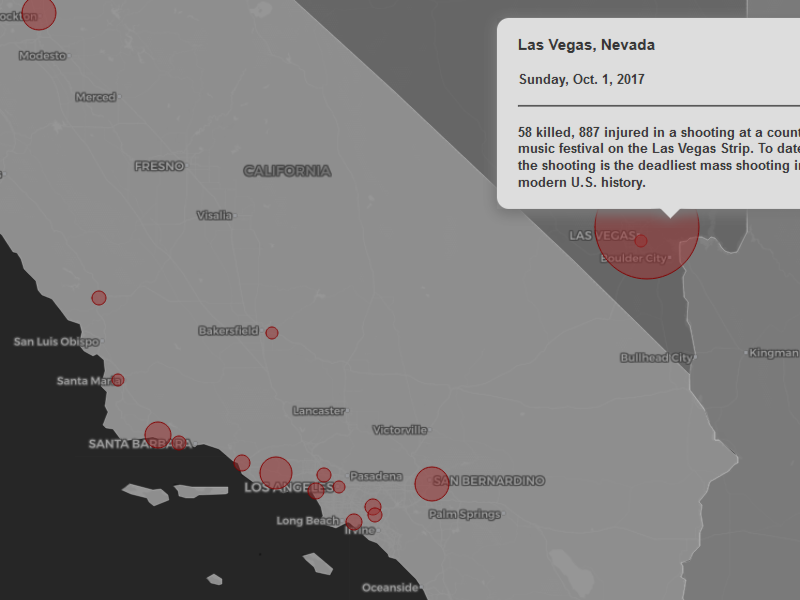 Las Vegas, Nevada
Sunday, Oct. 1, 2017
58 killed, 887 injured in a shooting at a count
music festival on the Las Vegas Strip. To date
the shooting is the deadliest mass shooting i
modern U.S. history.
ockton
Modesto
Merced
FRESNO
CALIFORNIA
Visalia
LAS VEGAS
Boulder City
San Luis Obispo
Bakersfield
Bullhead City
Kingman
Santa Maria
Lancaster
Victorville
SANTA BARBARA
Pasadena
SAN BERNARDINO
LOS ANGELES
Palm Springs
Long Beach
Irvine
Oceanside